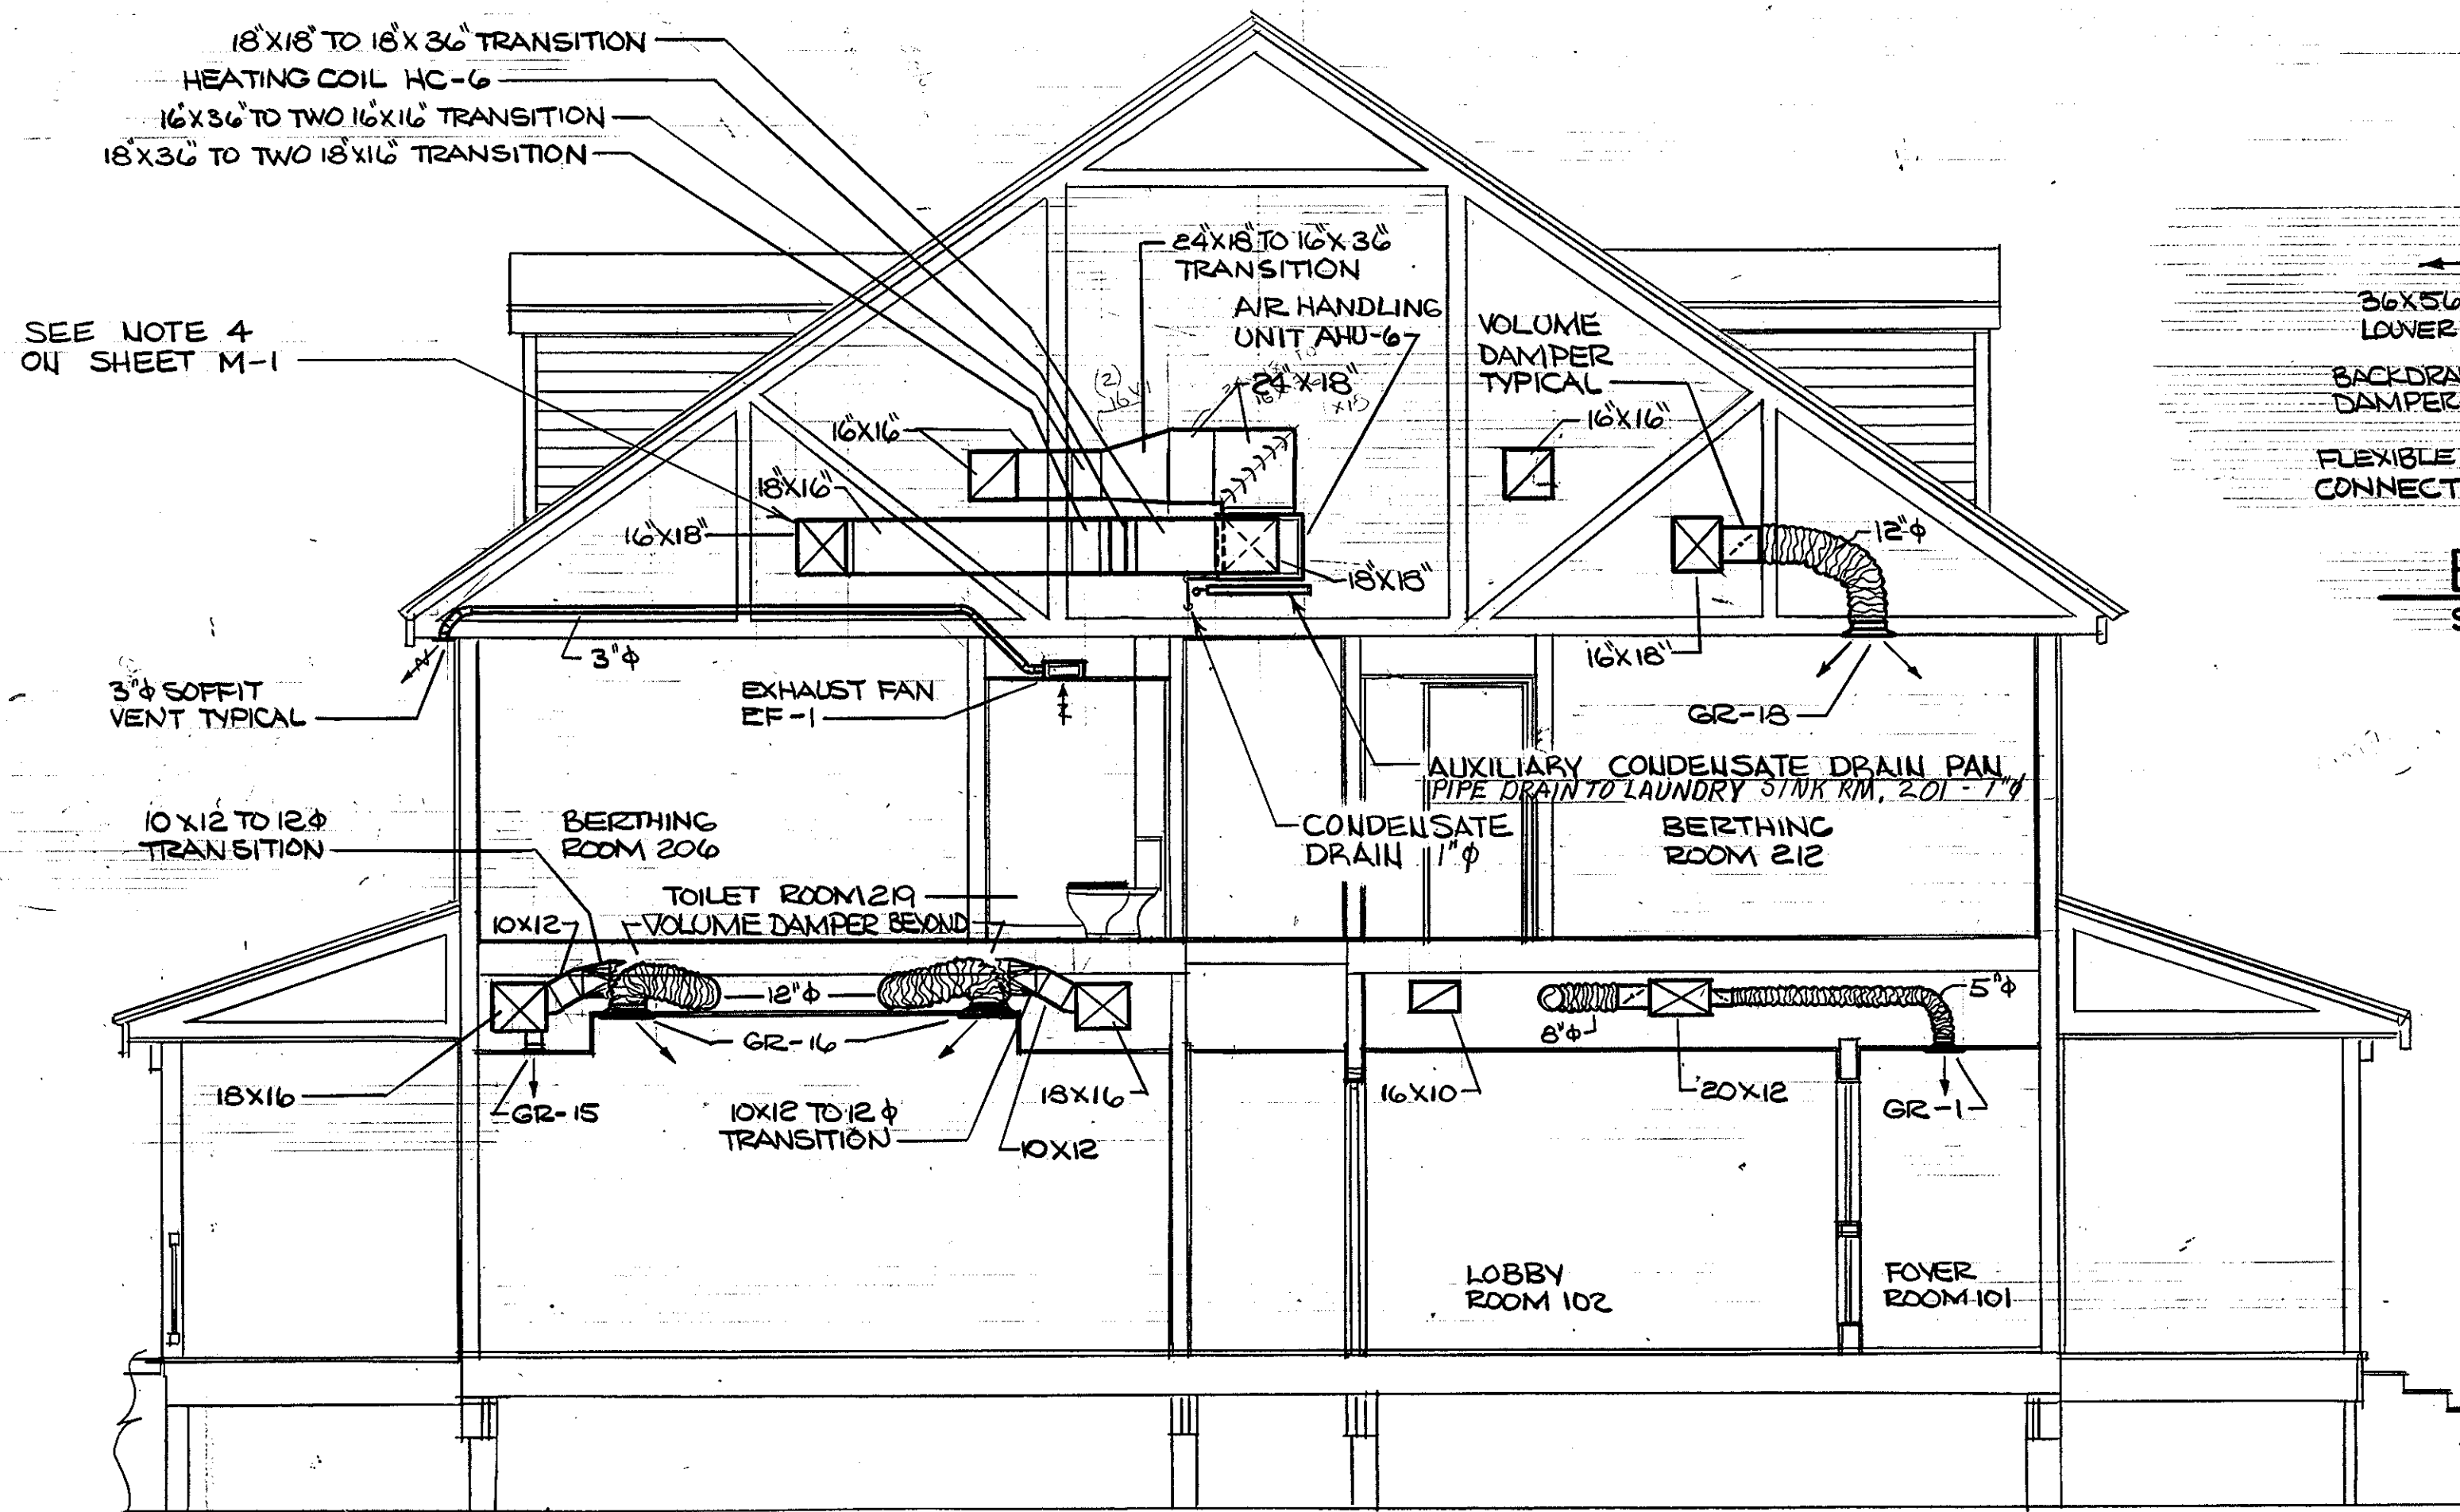 18"X18" TO 18"X36" TRANSITION
HEATING COIL HC-6
16"X36" TO TWO 16"X16" TRANSITION
18"X36" TO TWO 18"X16" TRANSITION
SEE NOTE 4
ON SHEET M-1
24"X18" TO 16"X36"
TRANSITION
AIR HANDLING
UNIT AHU-6
24"X18"
(2)
VOLUME
DAMPER
TYPICAL
16"X16"
16"X16"
18"X16"
16"X18"
18"X18"
12"φ
16"X18"
GR-18
36X56
LOUVER
DAMPER
FLEXIBLE
3"φ
3"φ SOFFIT
VENT TYPICAL
EXHAUST FAN
EF-1
AUXILIARY CONDENSATE DRAIN PAN
PIPE DRAIN TO LAUNDRY SINK RM. 201 - 1"φ
CONDENSATE
DRAIN 1"φ
BERTHING
ROOM 212
10X12 TO 12φ
TRANSITION
BERTHING
ROOM 206
TOILET ROOM 219
VOLUME DAMPER BEYOND
10X12
12"φ
GR-16
18X16
GR-15
10X12 TO 12φ
TRANSITION
18X16
10X12
16X10
8"φ
20X12
5"φ
GR-1
LOBBY
ROOM 102
FOYER
ROOM 101